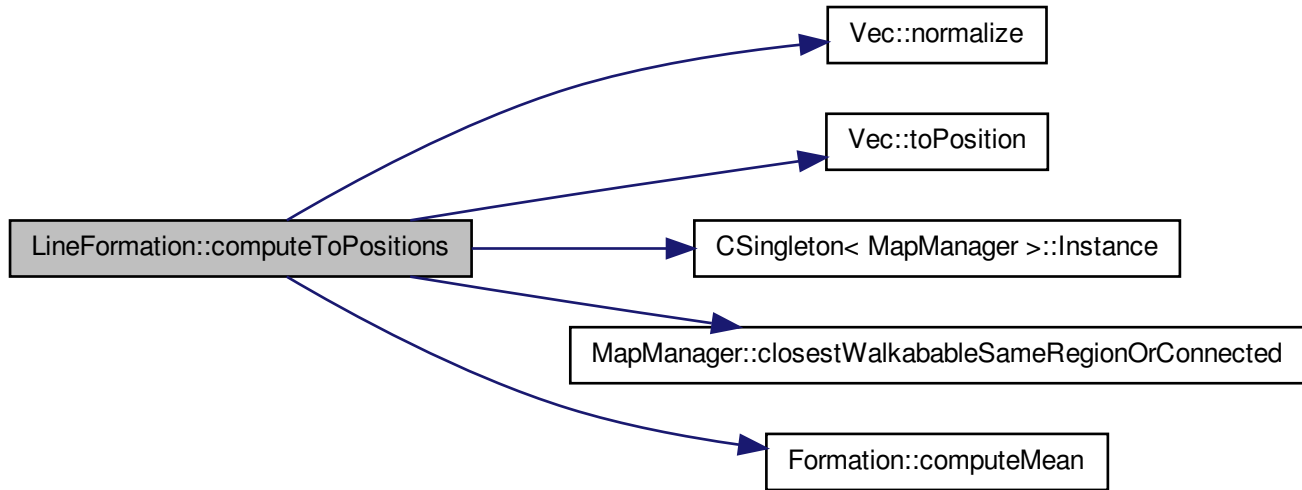 Vec::normalize
Vec::toPosition
LineFormation::computeToPositions
CSingleton< MapManager >::Instance
MapManager::closestWalkabableSameRegionOrConnected
Formation::computeMean